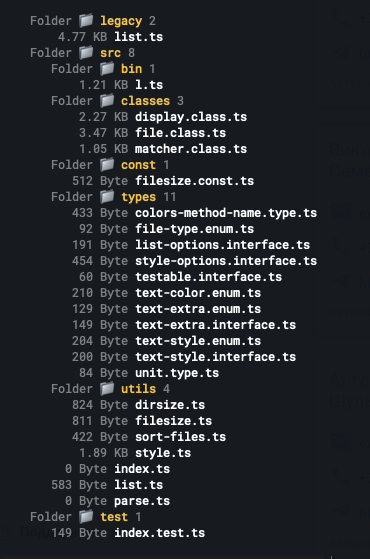 Folder 📁 legacy 2
4.77 KB list.ts
Folder 📁 src 8
Folder 📁 bin 1
1.21 KB l.ts
Folder 📁 classes 3
2.27 KB display.class.ts
3.47 KB file.class.ts
1.05 KB matcher.class.ts
Folder 📁 const 1
512 Byte filesize.const.ts
Folder 📁 types 11
433 Byte colors-method-name.type.ts
92 Byte file-type.enum.ts
191 Byte list-options.interface.ts
454 Byte style-options.interface.ts
60 Byte testable.interface.ts
210 Byte text-color.enum.ts
129 Byte text-extra.enum.ts
149 Byte text-extra.interface.ts
204 Byte text-style.enum.ts
200 Byte text-style.interface.ts
84 Byte unit.type.ts
Folder 📁 utils 4
824 Byte dirsize.ts
811 Byte filesize.ts
422 Byte sort-files.ts
1.89 KB style.ts
0 Byte index.ts
583 Byte list.ts
0 Byte parse.ts
Folder 📁 test 1
149 Byte index.test.ts